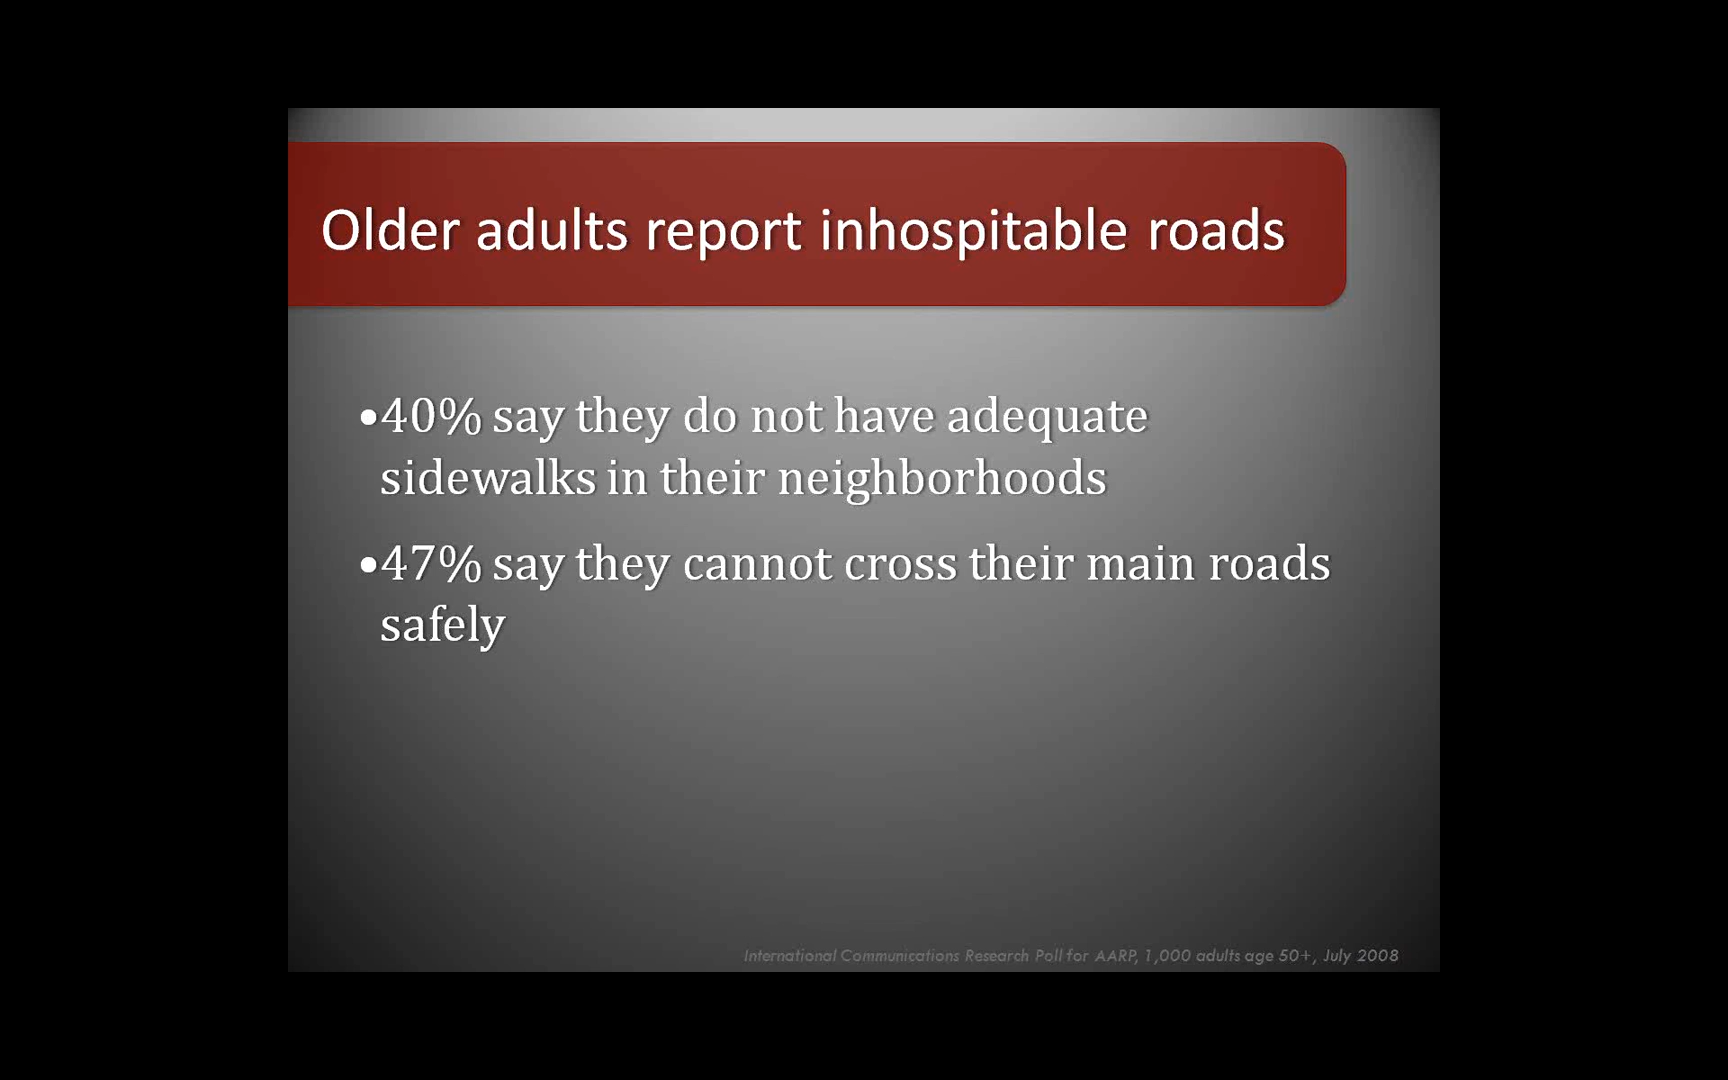 Older adults report inhospitable roads
•40% say they do not have adequate
sidewalks in their neighborhoods
•47% say they cannot cross their main roads
safely
International Communications Research Poll for AARP, 1,000 adults age 50+, July 2008